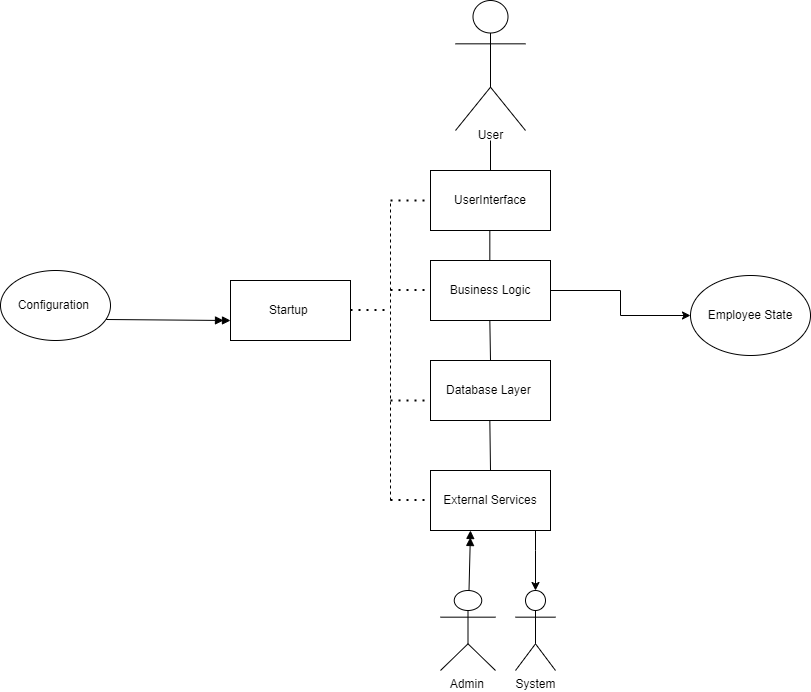 User
UserInterface
Business Logic
Configuration
Startup
Employee State
Database Layer
External Services
Admin
System